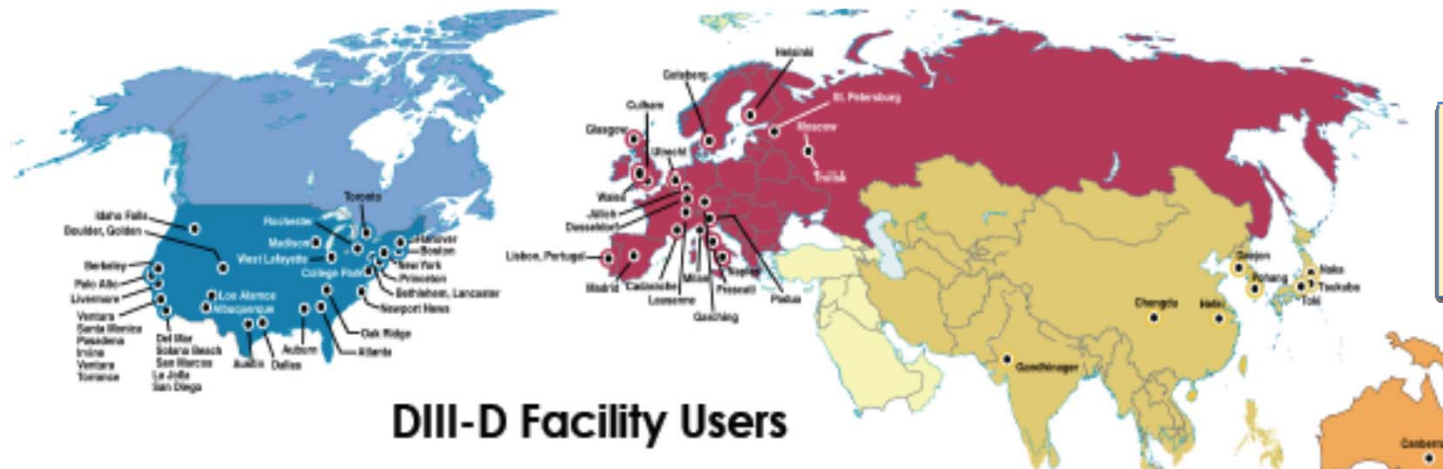 Helsinki
Goteborg
St. Petersburg
Culham
Moscow
Glasgow
Utrecht
Troitsk
Wales
Toronto
Idaho Falls
Rochester
Jülich
Boulder, Golden
Dusseldorf
Hanover
Madison
Boston
West Lafayette
Lisbon, Portugal
Daejon
New York
Berkeley
College Park
Naka
Naples
Princeton
Madrid
Cadarache
Milan
Pohang
Palo Alto
Frascati
Tsukuba
Bethlehem, Lancaster
Lausanne
Padua
Toki
Livermore
Los Alamos
Chengdu
Hefei
Albuquerque
Newport News
Garching
Ventura
Santa Monica
Pasadena
Irvine
Ventura
Torrance
Oak Ridge
Del Mar
Solana Beach
San Marcos
La Jolla
San Diego
Auburn
Atlanta
Austin
Dallas
Gandhinagar
DIII-D Facility Users
Canberra